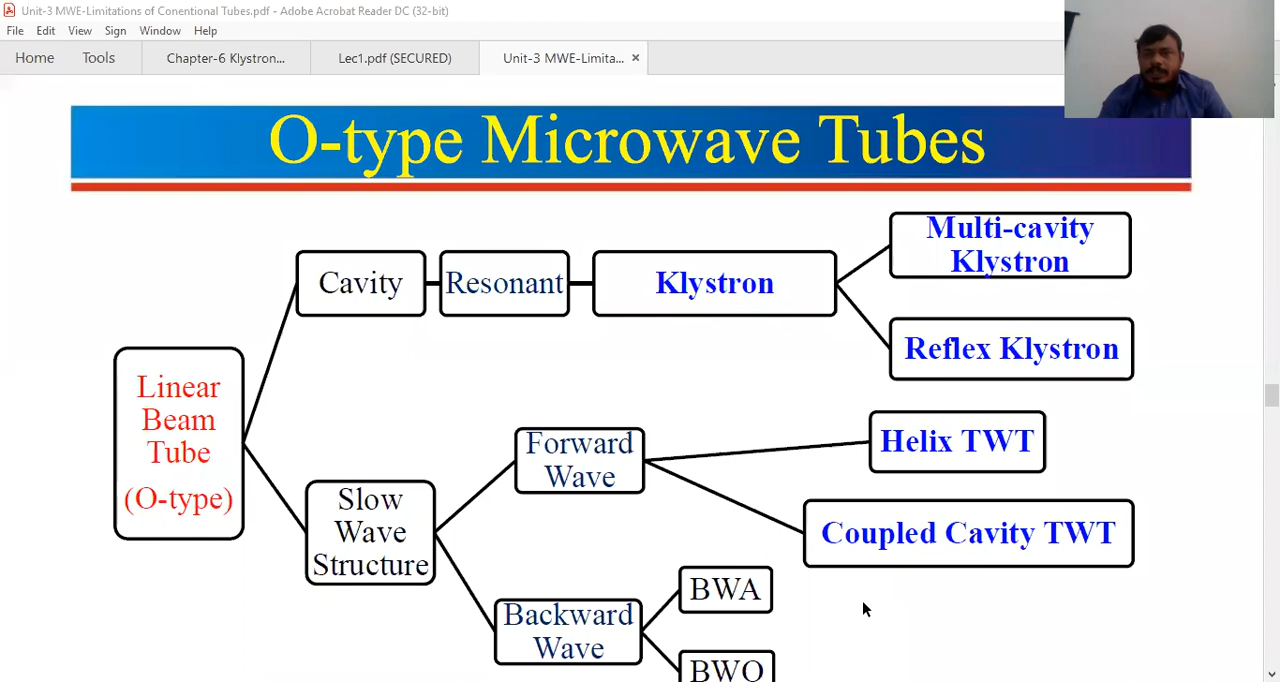 Unit-3 MWE-Limitations of Conentional Tubes.pdf - Adobe Acrobat Reader DC (32-bit)
File Edit View Sign Window Help
Home Tools Chapter-6 Klystron... Lec1.pdf (SECURED) Unit-3 MWE-Limita... ×
O-type Microwave Tubes
Multi-cavity
Klystron
Cavity
Resonant
Klystron
Reflex Klystron
Linear
Beam
Tube
(O-type)
Forward
Wave
Helix TWT
Slow
Wave
Structure
Coupled Cavity TWT
Backward
Wave
BWA
BWO